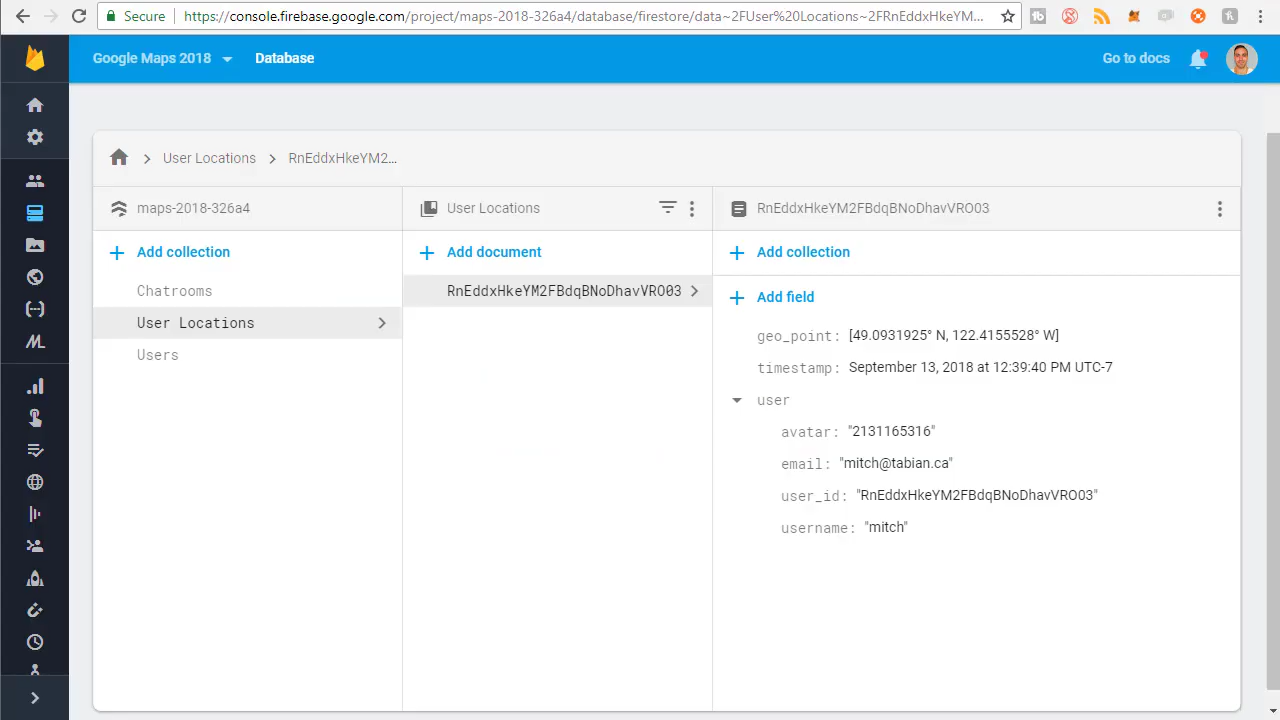 Secure https://console.firebase.google.com/project/maps-2018-326a4/database/firestore/data~2FUser%20Locations~2FRnEddxHkeYM...
Google Maps 2018 Database Go to docs
User Locations RnEddxHkeYM2...
maps-2018-326a4 User Locations RnEddxHkeYM2FBdqBNoDhavVRO03
Add collection Add document Add collection
Chatrooms RnEddxHkeYM2FBdqBNoDhavVRO03 Add field
User Locations
Users
geo_point: [49.0931925° N, 122.4155528° W]
timestamp: September 13, 2018 at 12:39:40 PM UTC-7
user
avatar: "2131165316"
email: "mitch@tabian.ca"
user_id: "RnEddxHkeYM2FBdqBNoDhavVRO03"
username: "mitch"